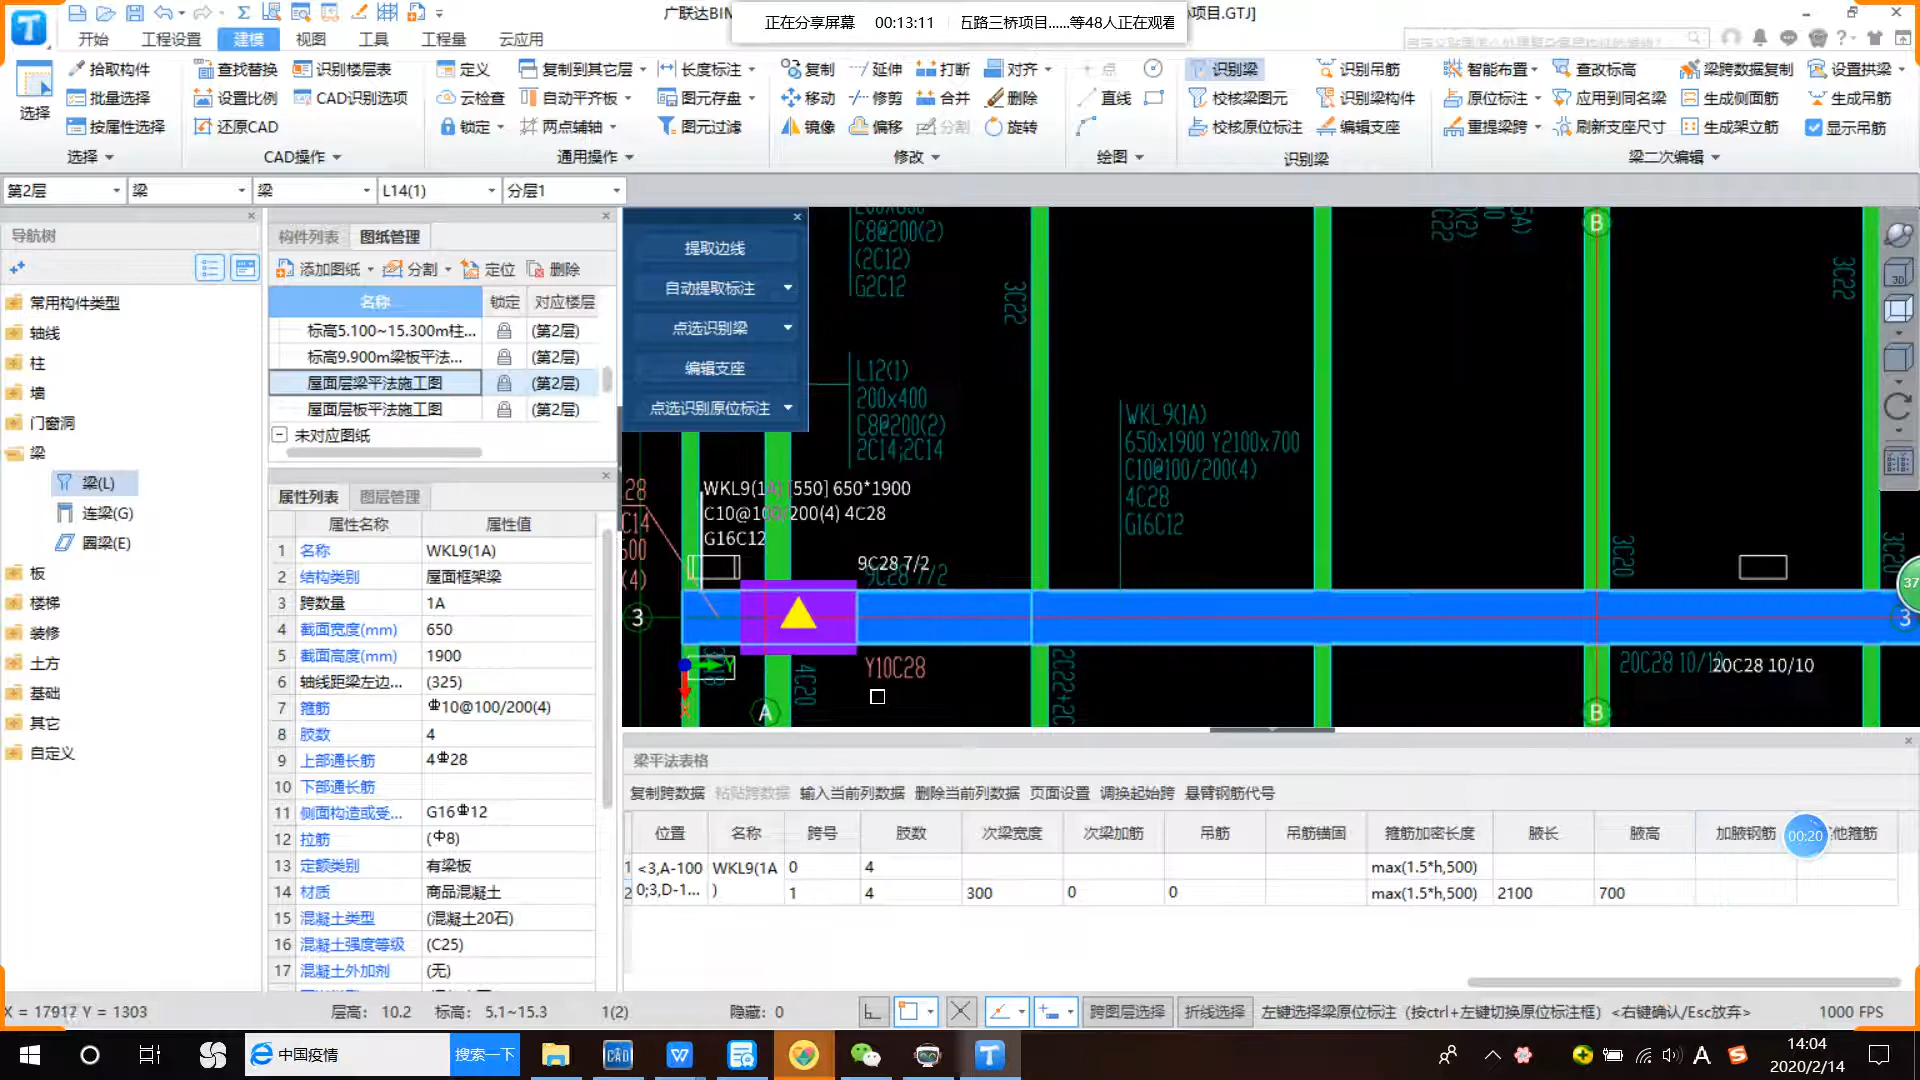 广联达BIM
项目.GTJ]
正在分享屏幕 00:13:11 五路三桥项目......等48人正在观看
开始 工程设置 建模 视图 工具 工程量 云应用
选择 拾取构件 批量选择 按属性选择
查找替换 设置比例 还原CAD 识别楼层表 CAD识别选项
定义 云检查 锁定 复制到其它层 自动平齐板 两点辅轴 长度标注 图元存盘 图元过滤
复制 移动 镜像 延伸 修剪 偏移 打断 合并 分割 对齐 删除 旋转
点 直线
识别梁 校核梁图元 校核原位标注 识别吊筋 识别梁构件 编辑支座
智能布置 原位标注 重提梁跨 查改标高 应用到同名梁 刷新支座尺寸 梁跨数据复制 生成侧面筋 生成架立筋 设置拱梁 生成吊筋 显示吊筋
选择 CAD操作 通用操作 修改 绘图 识别梁 梁二次编辑
第2层 梁 梁 L14(1) 分层1
导航树
常用构件类型
轴线
柱
墙
门窗洞
梁
梁(L)
连梁(G)
圈梁(E)
板
楼梯
装修
土方
基础
其它
自定义
构件列表 图纸管理
添加图纸 分割 定位 删除
名称 锁定 对应楼层
标高5.100~15.300m柱... (第2层)
标高9.900m梁板平法... (第2层)
屋面层梁平法施工图 (第2层)
屋面层板平法施工图 (第2层)
未对应图纸
属性列表 图层管理
属性名称 属性值
1 名称 WKL9(1A)
2 结构类别 屋面框架梁
3 跨数量 1A
4 截面宽度(mm) 650
5 截面高度(mm) 1900
6 轴线距梁左边... (325)
7 箍筋 10@100/200(4)
8 肢数 4
9 上部通长筋 4 28
10 下部通长筋
11 侧面构造或受... G16 12
12 拉筋 ( 8)
13 定额类别 有梁板
14 材质 商品混凝土
15 混凝土类型 (混凝土20石)
16 混凝土强度等级 (C25)
17 混凝土外加剂 (无)
提取边线
自动提取标注
点选识别梁
编辑支座
点选识别原位标注
C8@200(2)
(2C12)
G2C12
3C22
L12(1)
200x400
C8@200(2)
2C14;2C14
WKL9(1A)
650x1900 Y2100x700
C10@100/200(4)
4C28
G16C12
3C22
WKL9(1A) [550] 650*1900
C10@100/200(4) 4C28
G16C12
9C28 7/2
9C28 7/2
Y10C28
4C20
3C20
3C20
20C28 10/10
20C28 10/10
3
3
A
B
B
X
Y
37
梁平法表格
复制跨数据 粘贴跨数据 输入当前列数据 删除当前列数据 页面设置 调换起始跨 悬臂钢筋代号
位置 名称 跨号 肢数 次梁宽度 次梁加筋 吊筋 吊筋锚固 箍筋加密长度 腋长 腋高 加腋钢筋 他箍筋
1 <3,A-100 WKL9(1A 0 4 max(1.5*h,500)
2 0;3,D-1... ) 1 4 300 0 0 max(1.5*h,500) 2100 700
00:20
X = 17917 Y = 1303 层高: 10.2 标高: 5.1~15.3 1(2) 隐藏: 0 跨图层选择 折线选择 左键选择梁原位标注（按ctrl+左键切换原位标注框）<右键确认/Esc放弃> 1000 FPS
中国疫情 搜索一下
14:04
2020/2/14